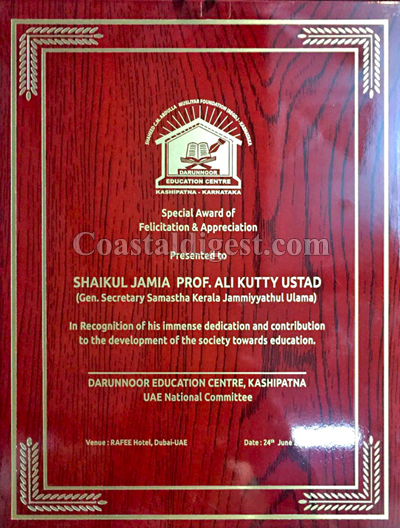 DARUNNOOR
EDUCATION CENTRE
KASHIPATNA - KARNATAKA
Special Award of
Felicitation & Appreciation
Coastaldigest.com
Presented to
SHAIKUL JAMIA PROF. ALI KUTTY USTAD
(Gen. Secretary Samastha Kerala Jammiyyathul Ulama)
In Recognition of his immense dedication and contribution
to the development of the society towards education.
DARUNNOOR EDUCATION CENTRE, KASHIPATNA
UAE National Committee
Venue : RAFEE Hotel, Dubai-UAE Date : 24th June